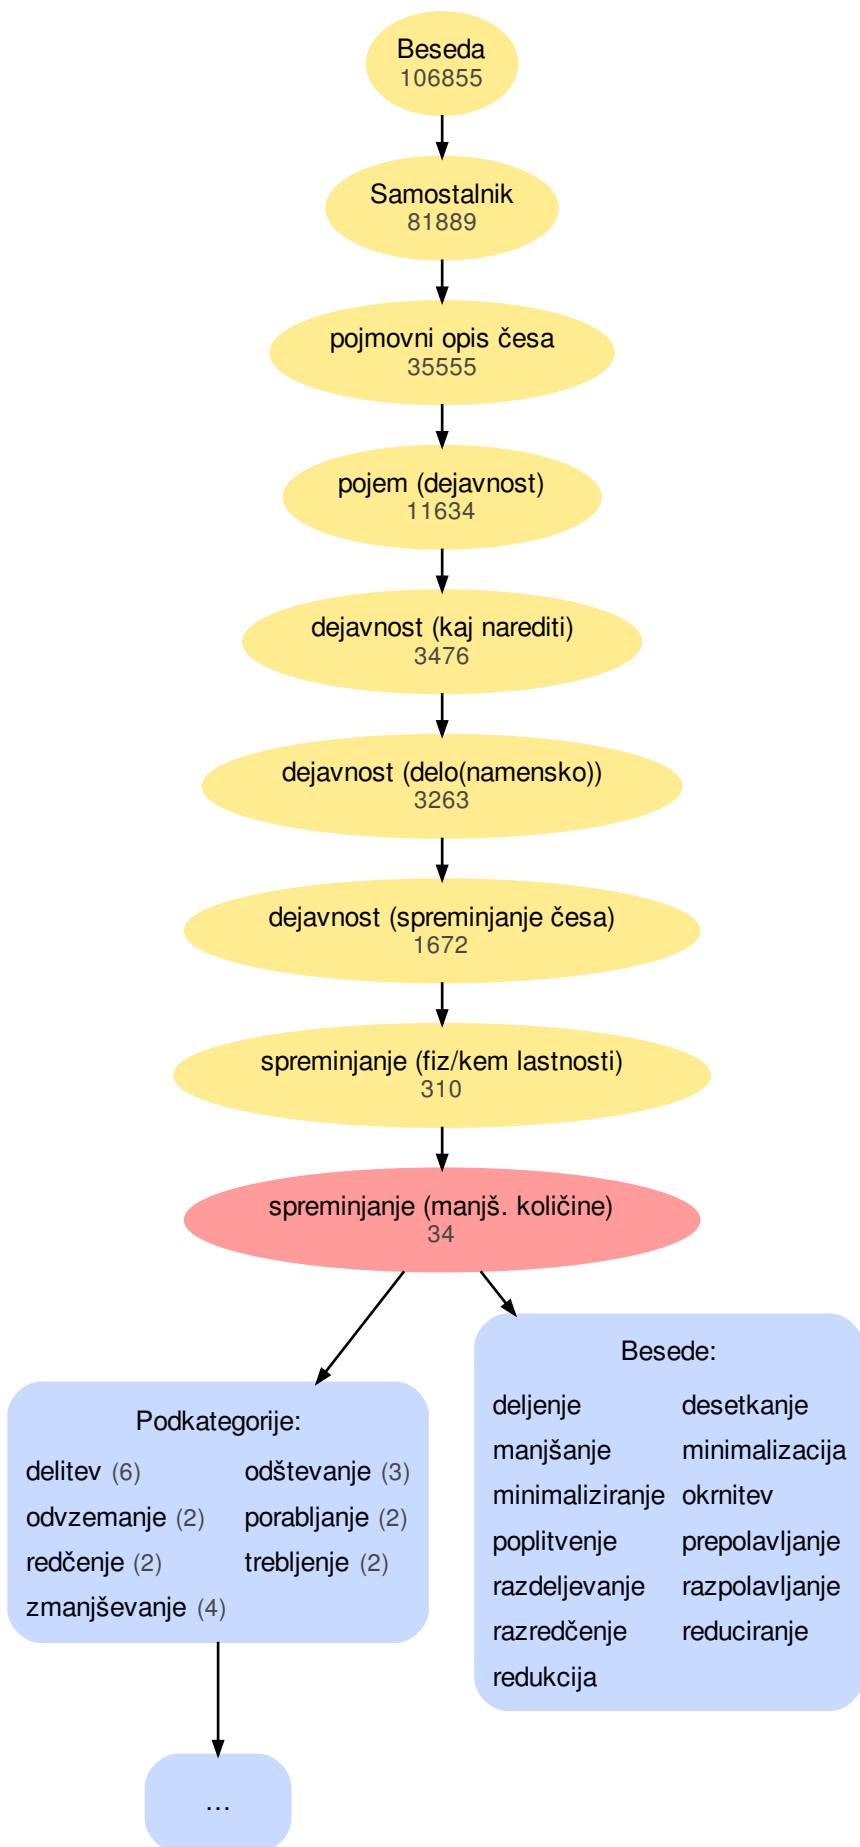 Beseda
106855
Samostalnik
81889
pojmovni opis česa
35555
pojem (dejavnost)
11634
dejavnost (kaj narediti)
3476
dejavnost (delo(namensko))
3263
dejavnost (spreminjanje česa)
1672
spreminjanje (fiz/kem lastnosti)
310
spreminjanje (manjš. količine)
34
Podkategorije:
delitev (6) odštevanje (3)
odvzemanje (2) porabljanje (2)
redčenje (2) trebljenje (2)
zmanjševanje (4)
...
Besede:
deljenje desetkanje
manjšanje minimalizacija
minimaliziranje okrnitev
poplitvenje prepolavljanje
razdeljevanje razpolavljanje
razredčenje reduciranje
redukcija